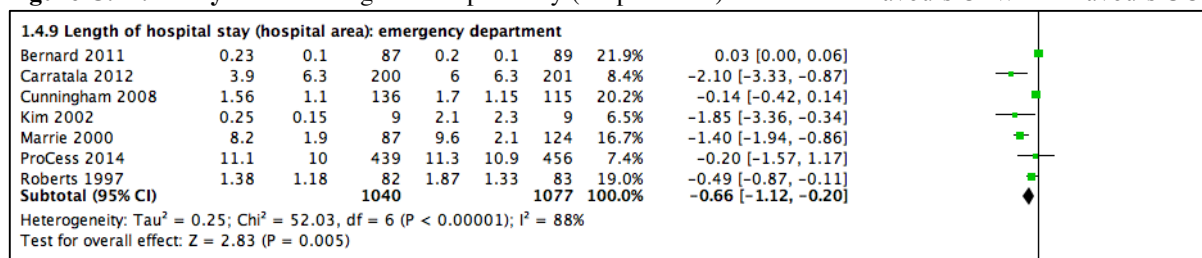 1.4.9 Length of hospital stay (hospital area): emergency department
Bernard 2011 0.23 0.1 87 0.2 0.1 89 21.9% 0.03 [0.00, 0.06]
Carratala 2012 3.9 6.3 200 6 6.3 201 8.4% −2.10 [−3.33, −0.87]
Cunningham 2008 1.56 1.1 136 1.7 1.15 115 20.2% −0.14 [−0.42, 0.14]
Kim 2002 0.25 0.15 9 2.1 2.3 9 6.5% −1.85 [−3.36, −0.34]
Marrie 2000 8.2 1.9 87 9.6 2.1 124 16.7% −1.40 [−1.94, −0.86]
ProCess 2014 11.1 10 439 11.3 10.9 456 7.4% −0.20 [−1.57, 1.17]
Roberts 1997 1.38 1.18 82 1.87 1.33 83 19.0% −0.49 [−0.87, −0.11]
Subtotal (95% CI) 1040 1077 100.0% −0.66 [−1.12, −0.20]
Heterogeneity: Tau² = 0.25; Chi² = 52.03, df = 6 (P < 0.00001); I² = 88%
Test for overall effect: Z = 2.83 (P = 0.005)